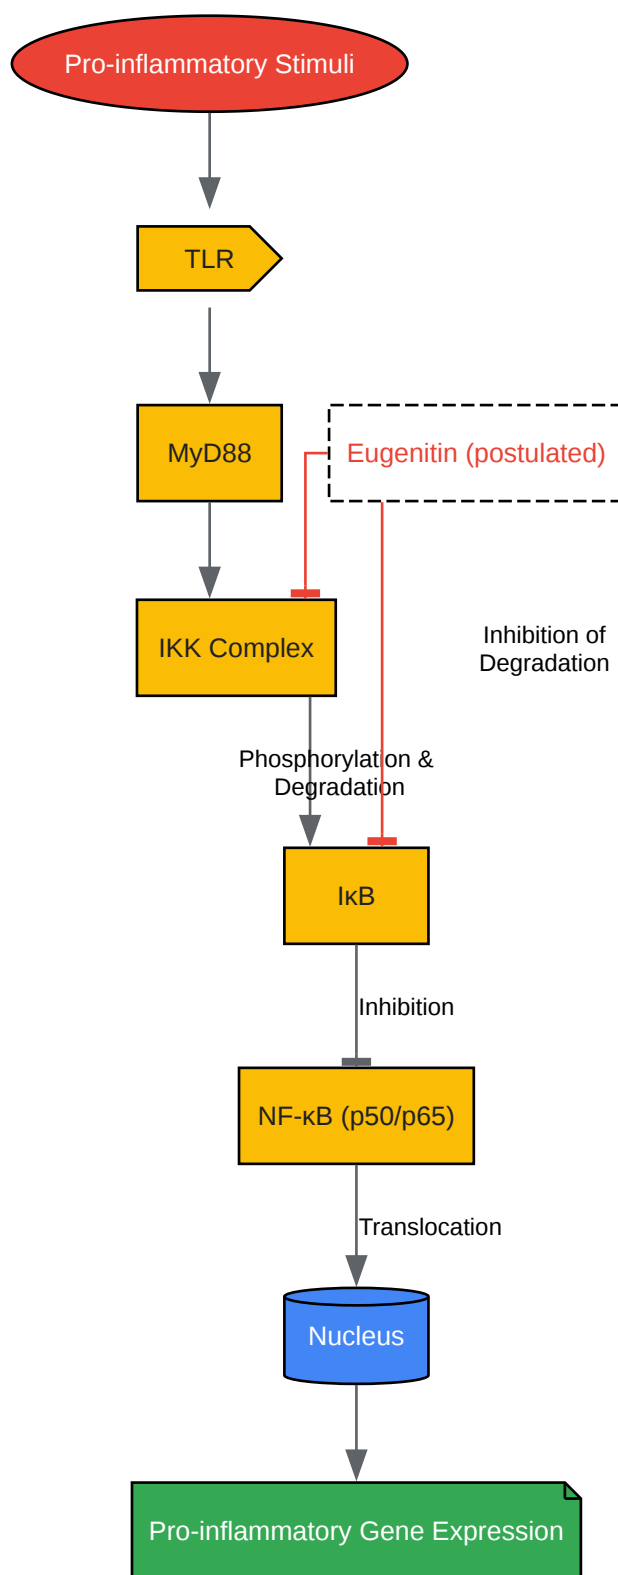 Pro-inflammatory Stimuli
TLR
MyD88
Eugenitin (postulated)
IKK Complex
Inhibition of
Degradation
Phosphorylation &
Degradation
IκB
Inhibition
NF-κB (p50/p65)
Translocation
Nucleus
Pro-inflammatory Gene Expression